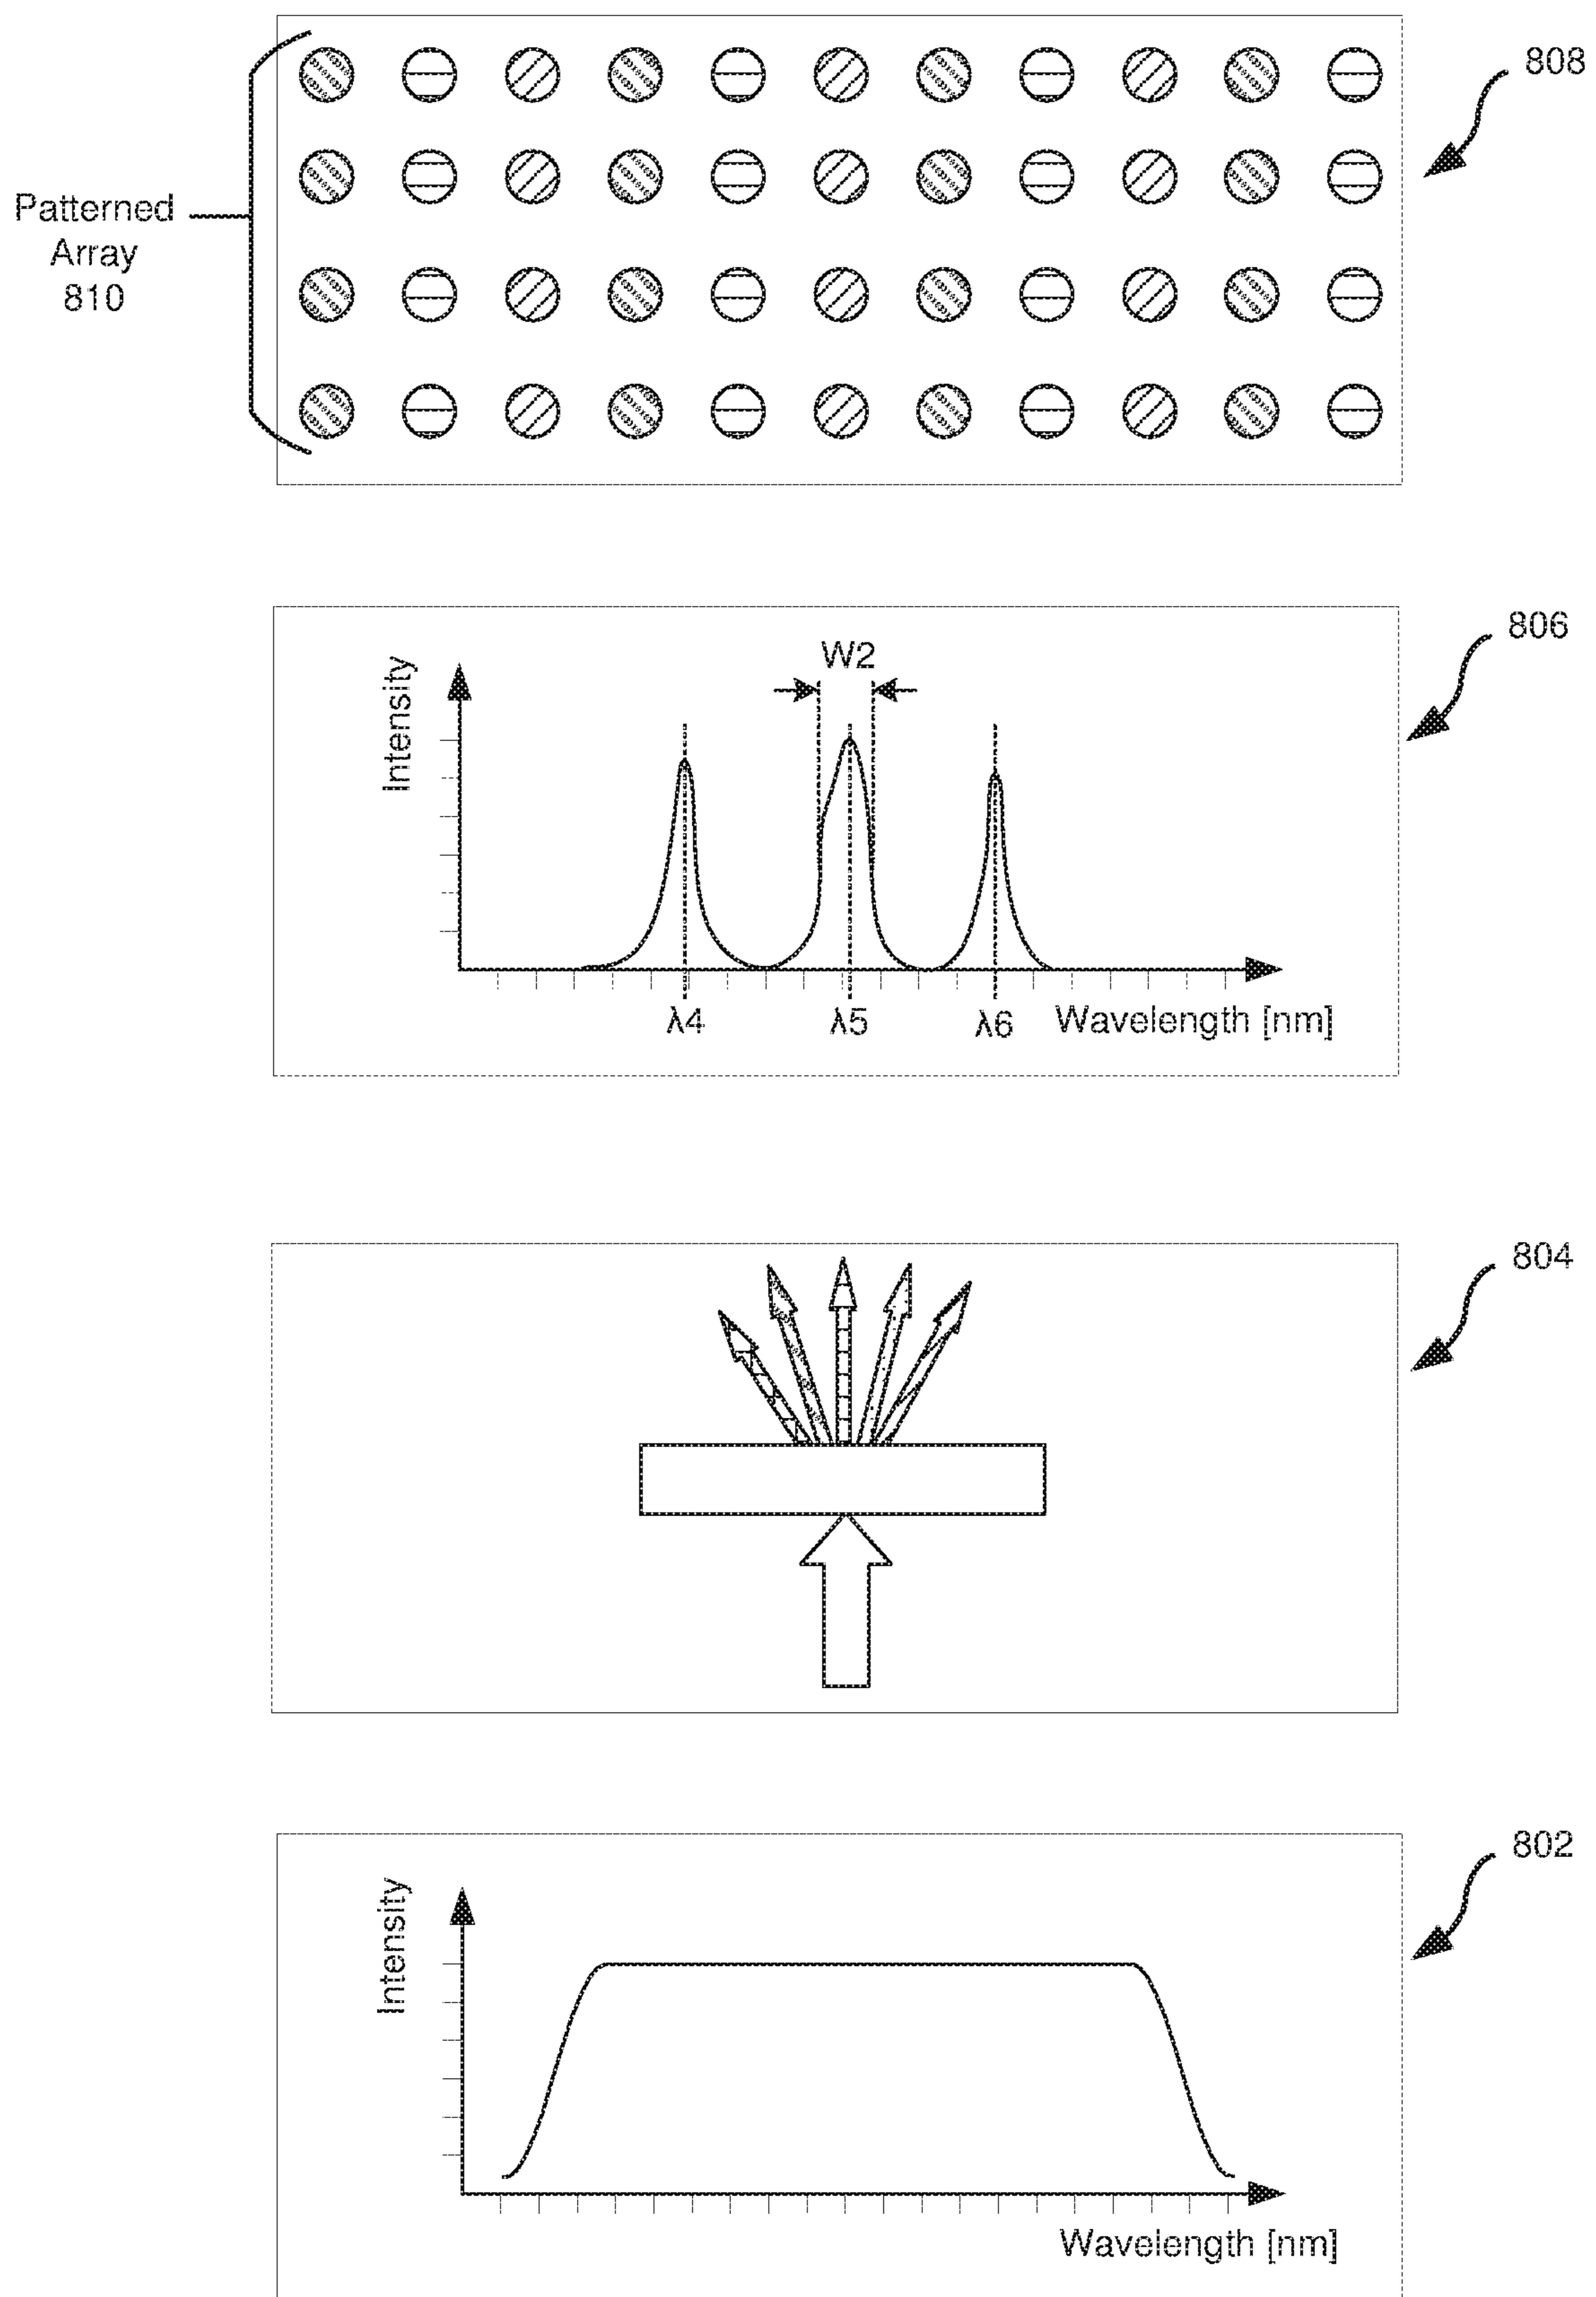 808
Patterned
Array
810
806
W2
Intensity
λ4
λ5
λ6
Wavelength [nm]
804
802
Intensity
Wavelength [nm]